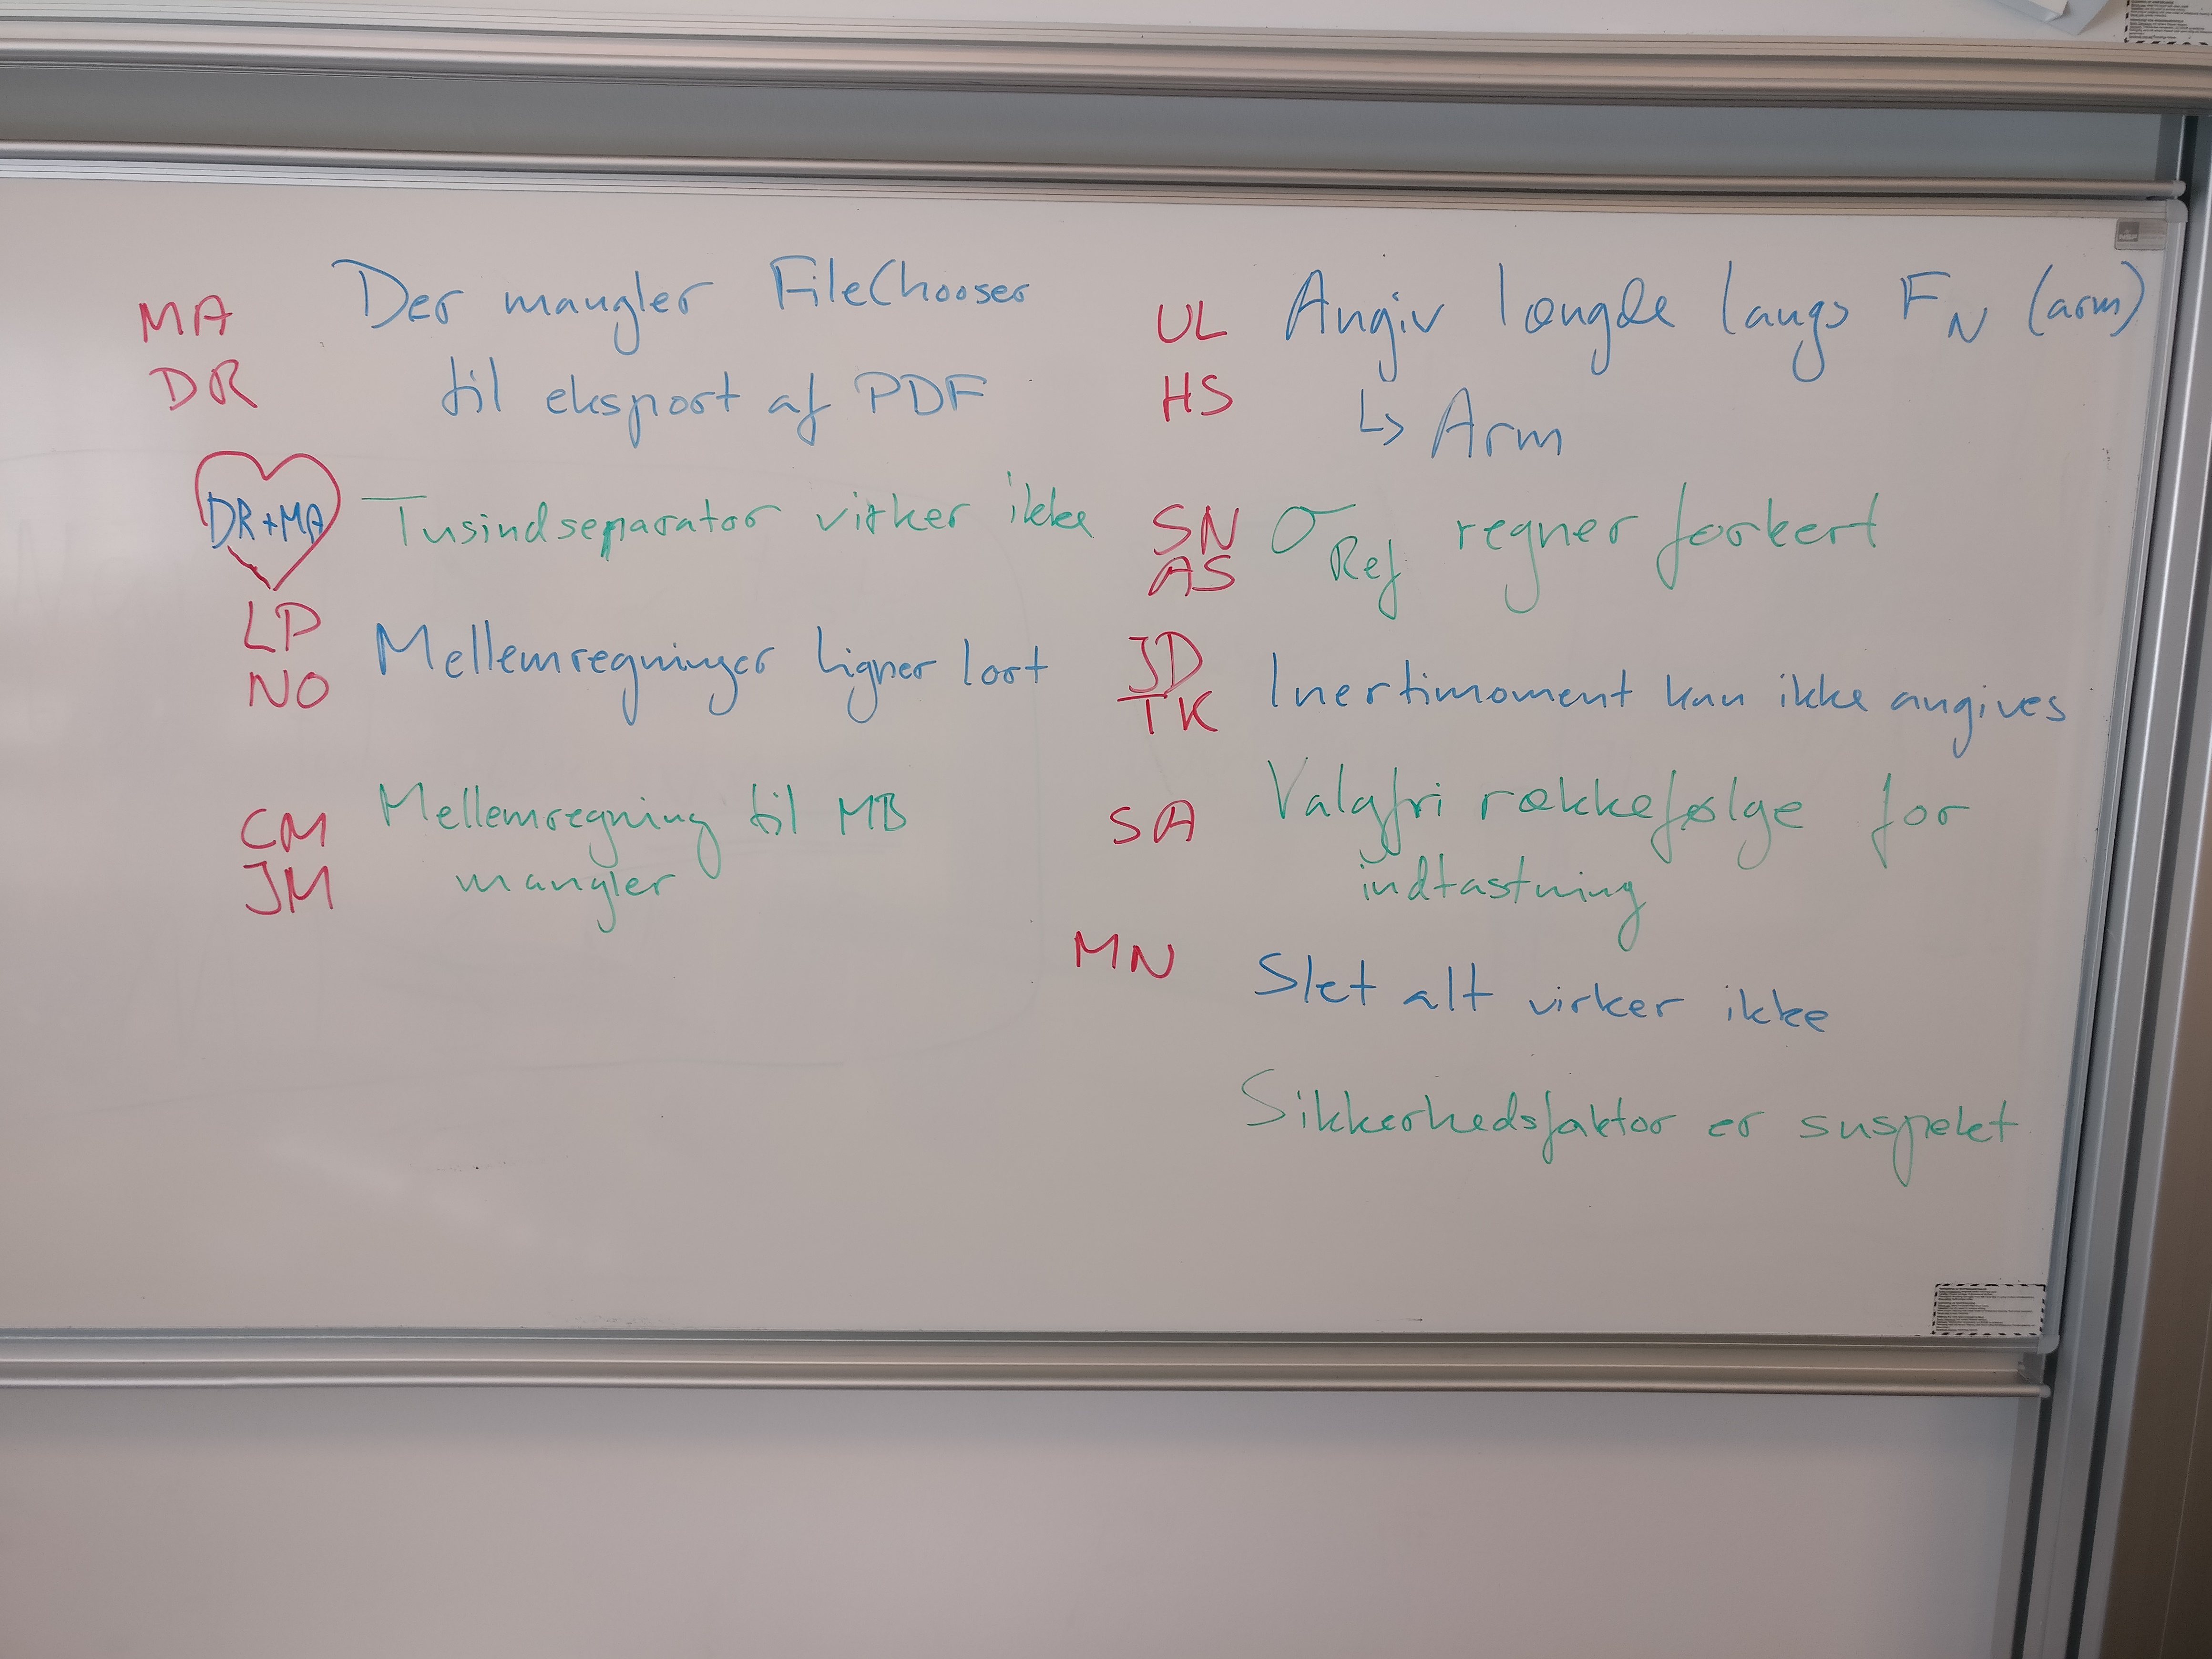 MA Der mangler FileChooser
DR til eksport af PDF
DR+MA Tusindseparator virker ikke
LP
NO Mellemregninger ligner lort
CM Mellemregning til MB
JM mangler
UL Angiv længde langs F_N (arm)
HS ↳ Arm
SN σ_Ref regner forkert
AS
JD
TK Inertimoment kan ikke angives
SA Valgfri rækkefølge for
indtastning
MN Slet alt virker ikke
Sikkerhedsfaktor er suspekt